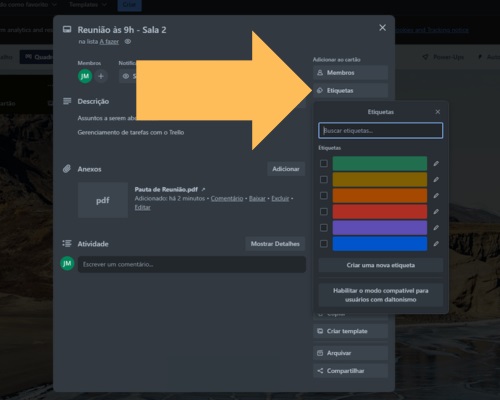 Templates
Criar
Reunião às 9h - Sala 2
na lista A fazer
Membros
JM
Descrição
Assuntos a serem
Gerenciamento de tarefas com o Trello
Anexos
Adicionar
pdf
Pauta de Reunião.pdf ↗
Adicionado: há 2 minutos • Comentário • Baixar • Excluir •
Editar
Atividade
Mostrar Detalhes
JM
Escrever um comentário...
Adicionar ao cartão
Membros
Etiquetas
Etiquetas
Buscar etiquetas...
Etiquetas
Criar uma nova etiqueta
Habilitar o modo compatível para
usuários com daltonismo
Copiar
Criar template
Arquivar
Compartilhar
Power-Ups